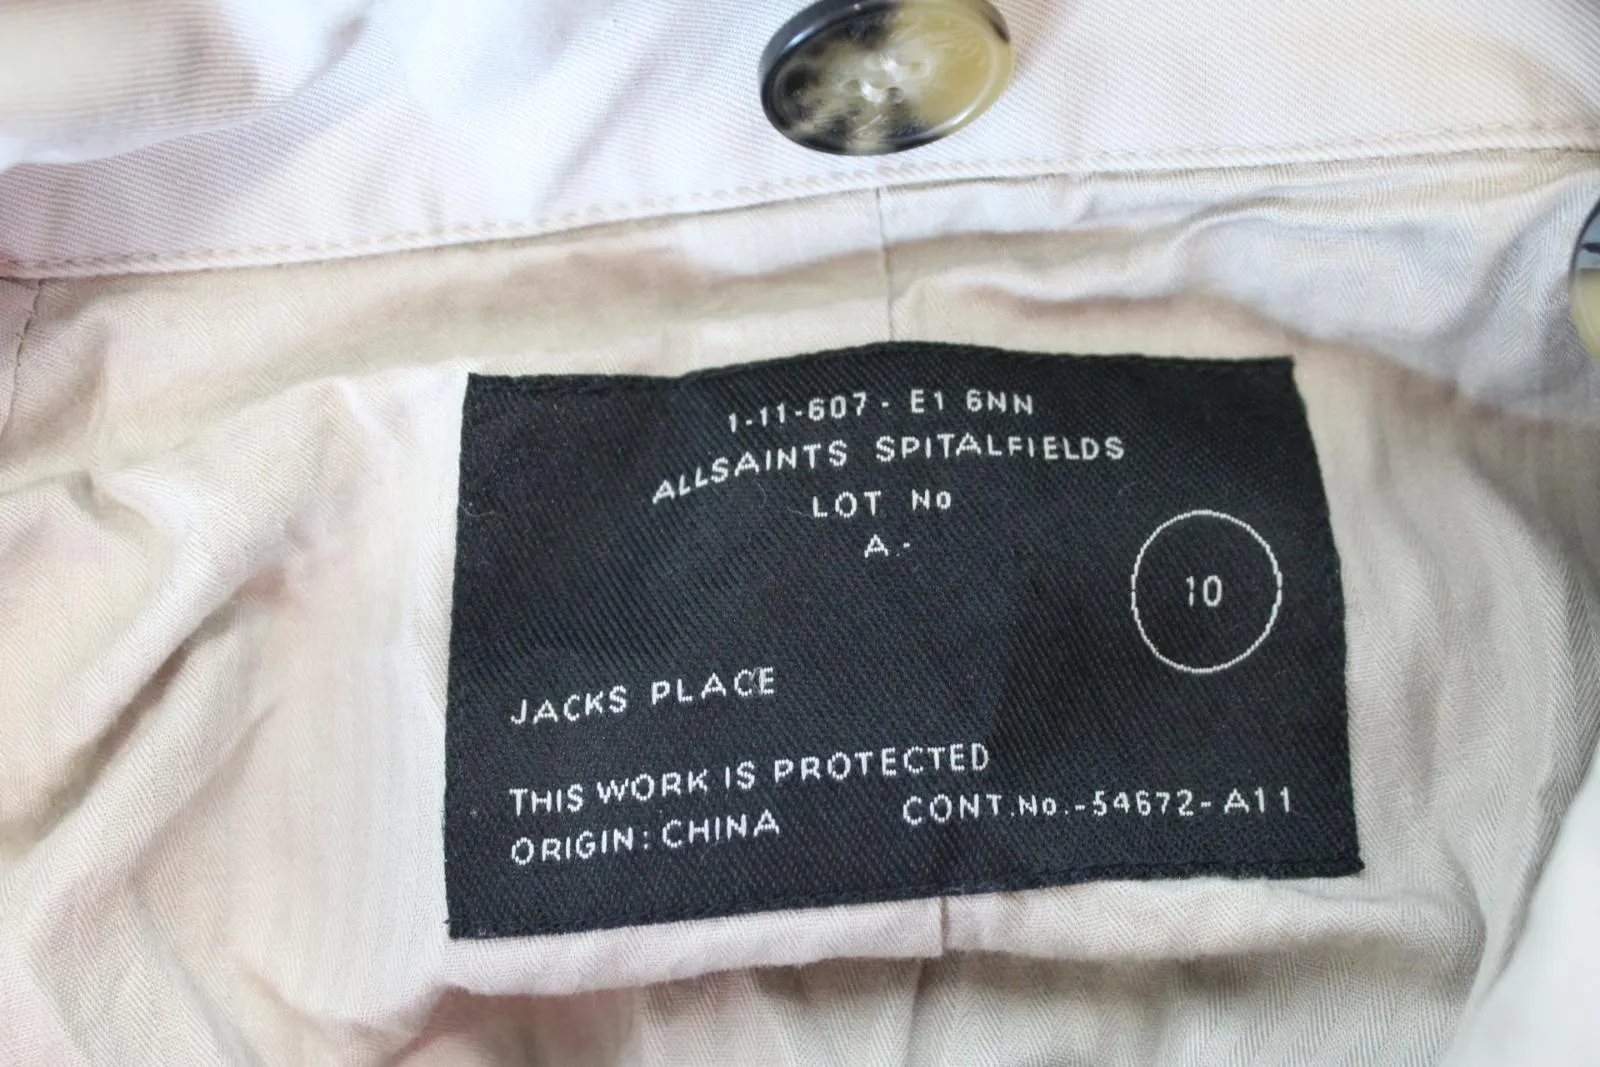 1-11-607- E1 6NN
ALLSAINTS SPITALFIELDS
LOT No
A.-
10
JACKS PLACE
THIS WORK IS PROTECTED
ORIGIN: CHINA CONT.No.-54672-A11